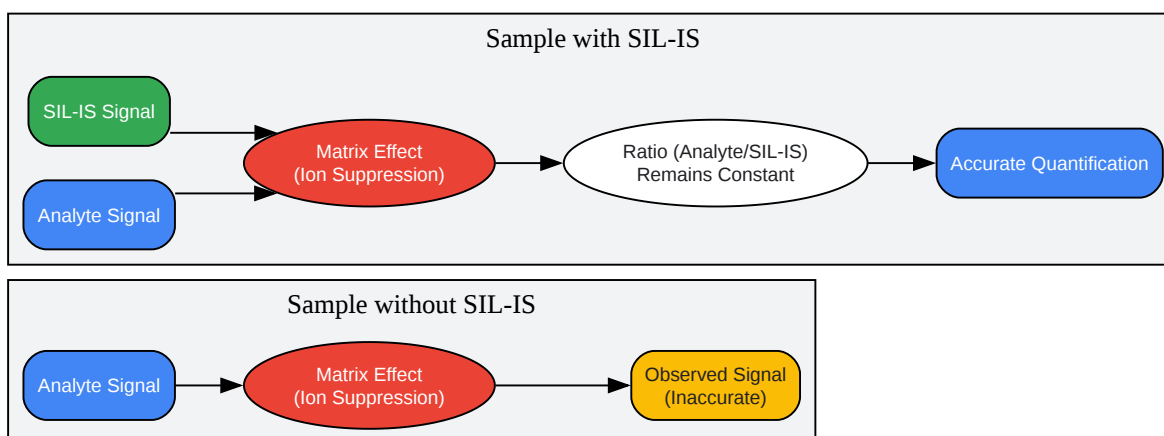 Sample with SIL-IS
SIL-IS Signal
Analyte Signal
Matrix Effect
(Ion Suppression)
Ratio (Analyte/SIL-IS)
Remains Constant
Accurate Quantification
Sample without SIL-IS
Analyte Signal
Matrix Effect
(Ion Suppression)
Observed Signal
(Inaccurate)